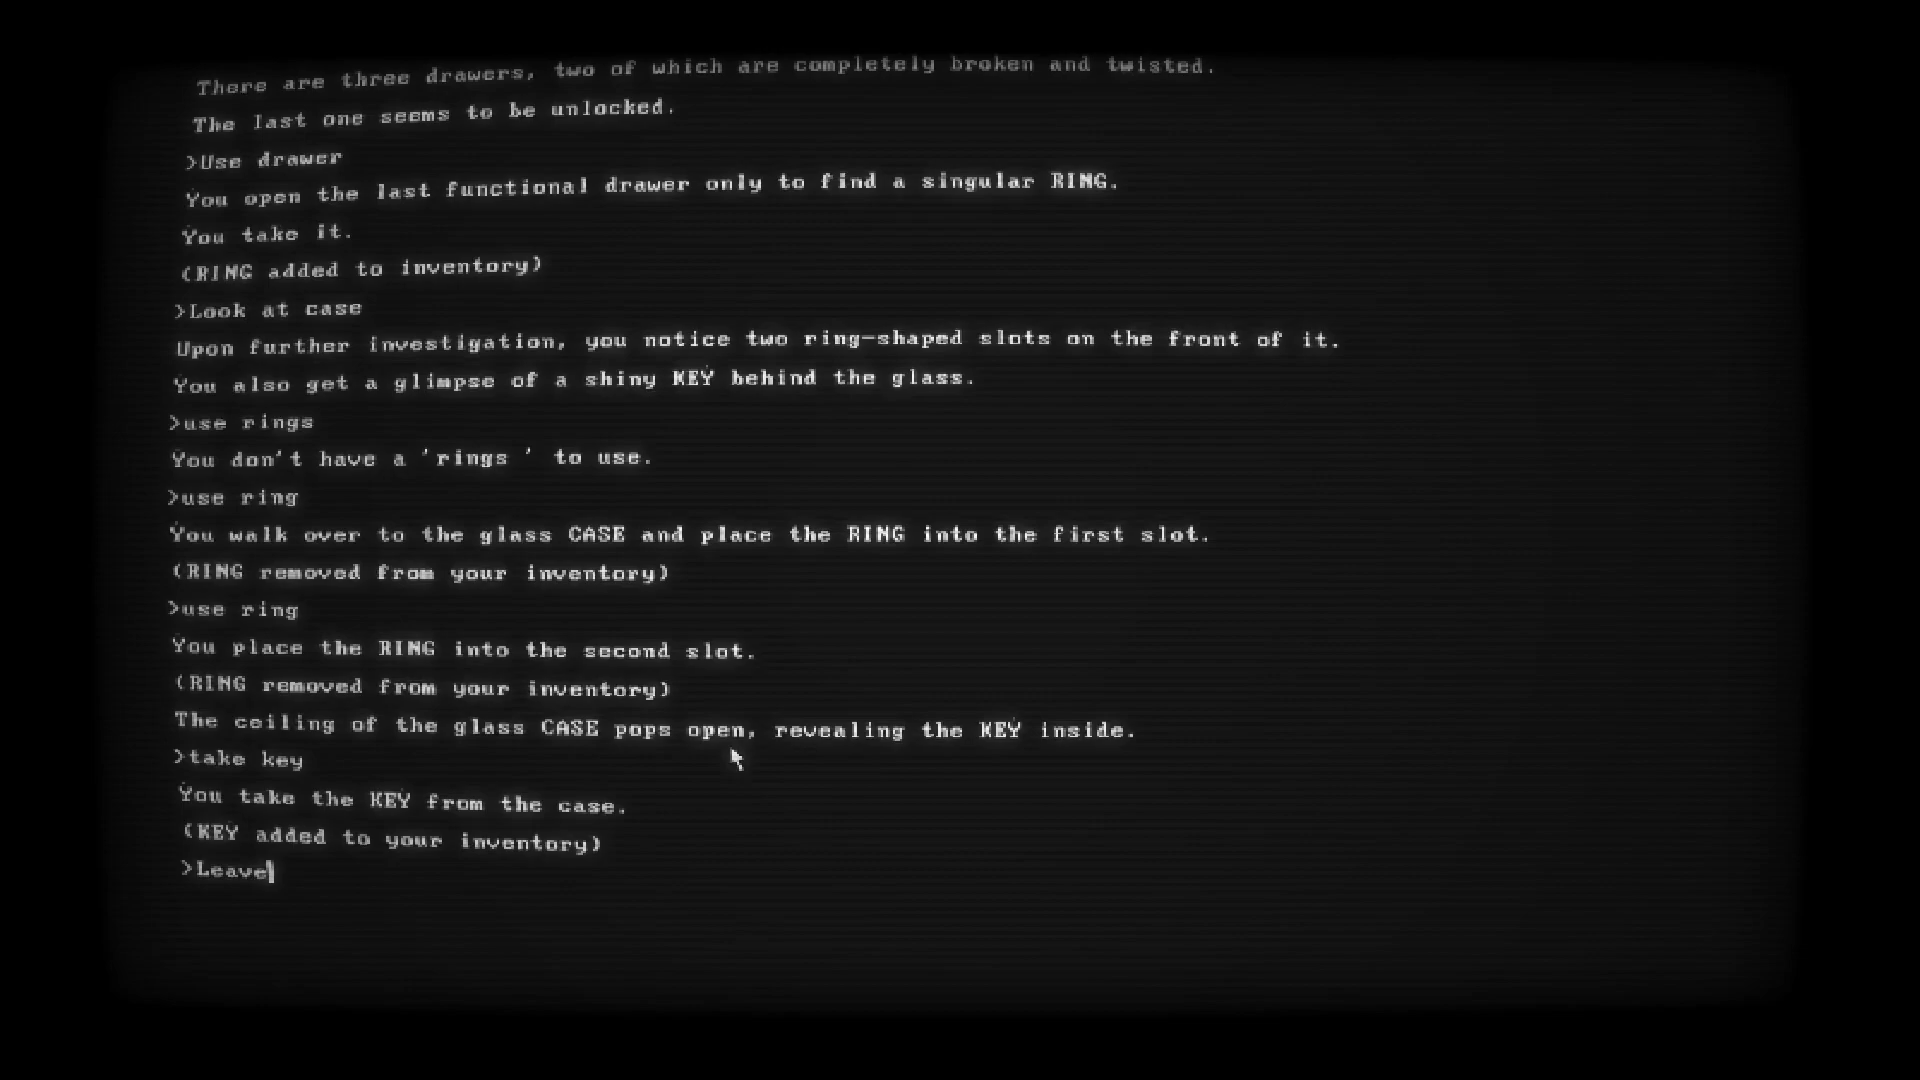 There are three drawers, two of which are completely broken and twisted.
The last one seems to be unlocked.
>Use drawer
You open the last functional drawer only to find a singular RING.
You take it.
(RING added to inventory)
>Look at case
Upon further investigation, you notice two ring-shaped slots on the front of it.
You also get a glimpse of a shiny KEY behind the glass.
>use rings
You don't have a 'rings ' to use.
>use ring
You walk over to the glass CASE and place the RING into the first slot.
(RING removed from your inventory)
>use ring
You place the RING into the second slot.
(RING removed from your inventory)
The ceiling of the glass CASE pops open, revealing the KEY inside.
>take key
You take the KEY from the case.
(KEY added to your inventory)
>Leave